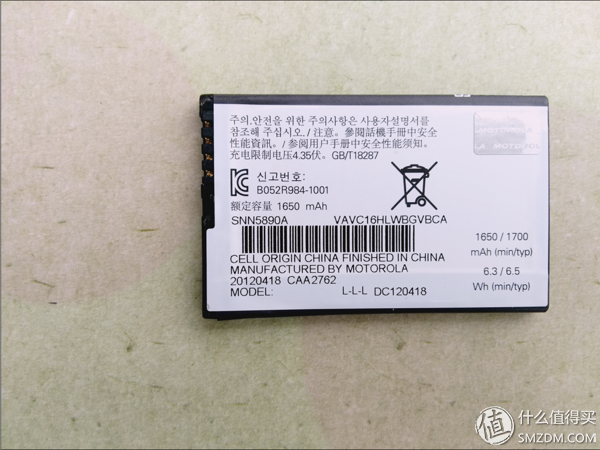 주의.안전을 위한 주의사항은 사용자설명서를
참조해 주십시오./ 注意。參閱話機手冊中安全
性能資訊。/ 参阅用户手册中安全性能须知。
充电限制电压4.35伏。GB/T18287
신고번호:
B052R984-1001
額定容量 1650 mAh
SNN5890A VAVC16HLWBGVBCA
CELL ORIGIN CHINA FINISHED IN CHINA
MANUFACTURED BY MOTOROLA
20120418 CAA2762
MODEL: L-L-L DC120418
1650 / 1700
mAh (min/typ)
6.3 / 6.5
Wh (min/typ)
值 什么值得买
SMZDM.COM